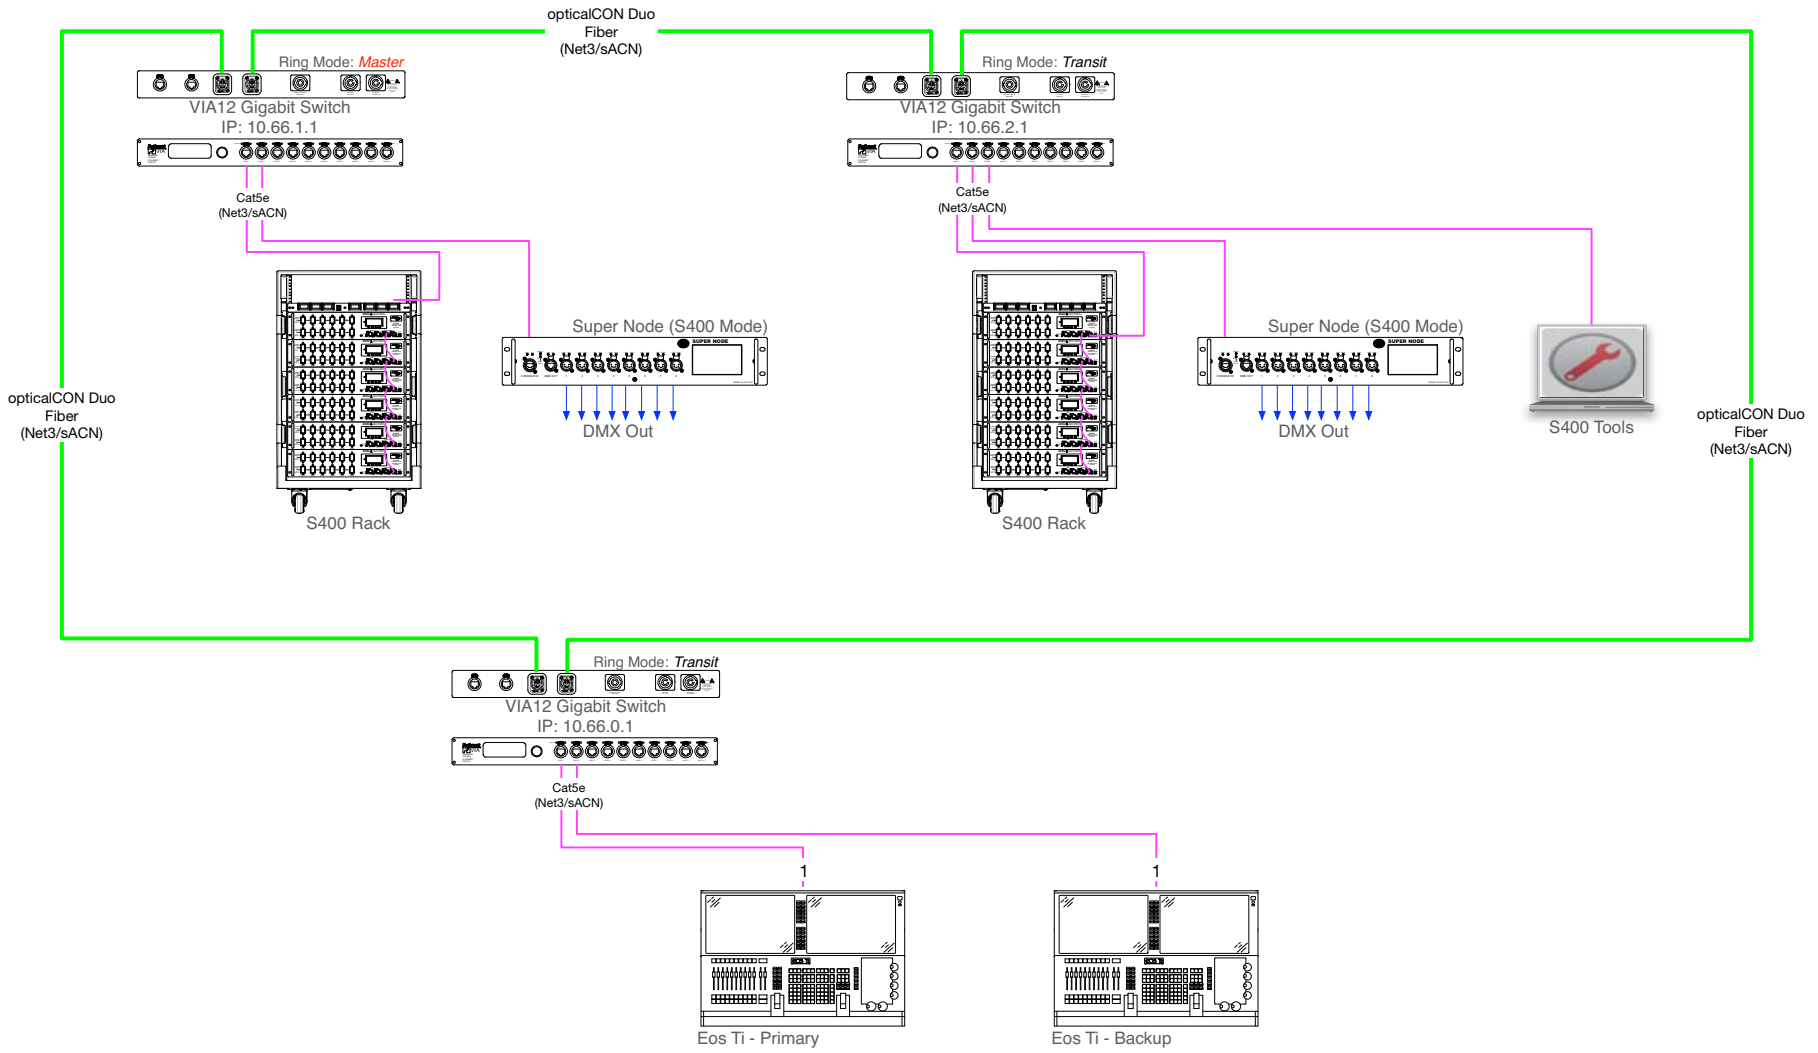 opticalCON Duo
Fiber
(Net3/sACN)
Ring Mode: Master
VIA12 Gigabit Switch
IP: 10.66.1.1
Cat5e
(Net3/sACN)
Ring Mode: Transit
VIA12 Gigabit Switch
IP: 10.66.2.1
Cat5e
(Net3/sACN)
Super Node (S400 Mode)
SUPER NODE
DMX Out
S400 Rack
Super Node (S400 Mode)
SUPER NODE
DMX Out
S400 Rack
S400 Tools
opticalCON Duo
Fiber
(Net3/sACN)
opticalCON Duo
Fiber
(Net3/sACN)
Ring Mode: Transit
VIA12 Gigabit Switch
IP: 10.66.0.1
Cat5e
(Net3/sACN)
1
1
Eos Ti - Primary
Eos Ti - Backup